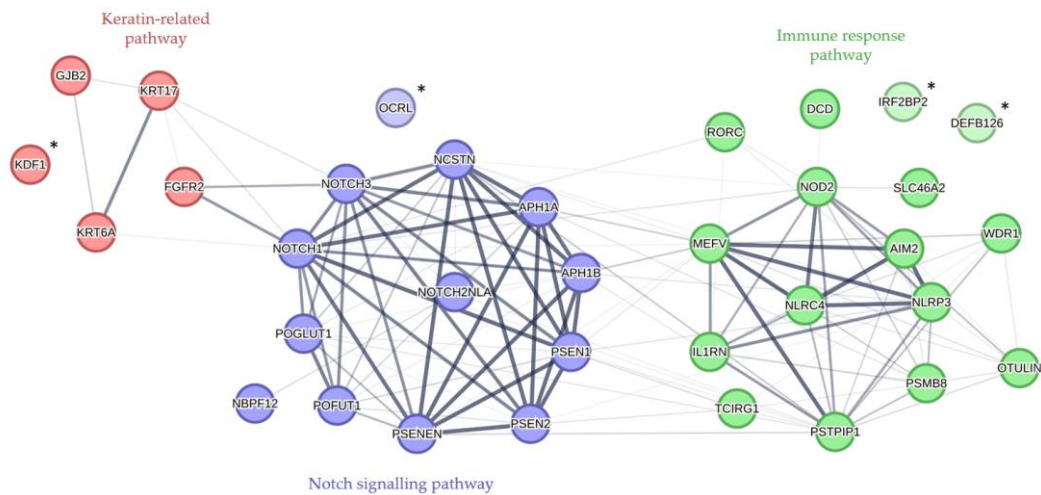 Keratin-related
pathway
Immune response
pathway
GJB2
KRT17
KDF1 *
FGFR2
KRT6A
OCRL *
NCSTN
NOTCH3
APH1A
NOTCH1
APH1B
NOTCH2NLA
POGLUT1
PSEN1
NBPF12
POFUT1
PSENEN
PSEN2
DCD
IRF2BP2 *
DEFB126 *
RORC
NOD2
SLC46A2
MEFV
AIM2
WDR1
NLRC4
NLRP3
IL1RN
PSMB8
OTULIN
TCIRG1
PSTPIP1
Notch signalling pathway